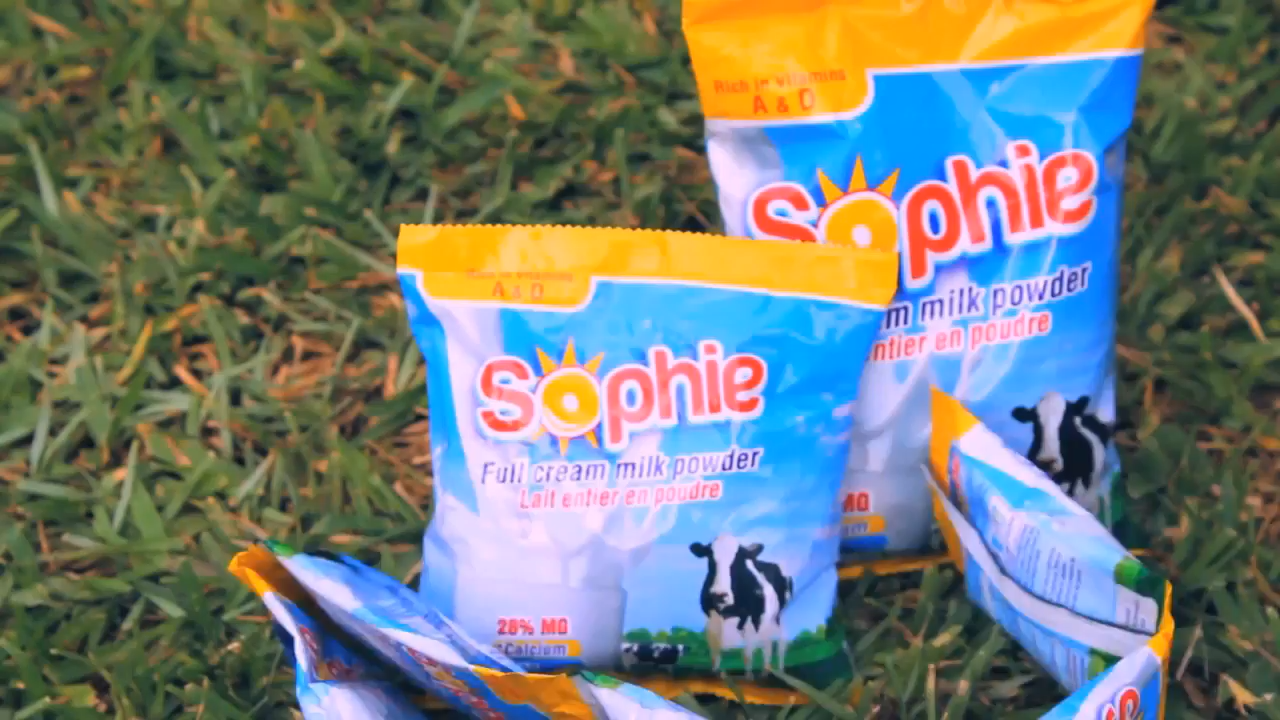 Rich in vitamins
A & D
Sophie
m milk powder
ntier en poudre
MG
A & D
Sophie
Full cream milk powder
Lait entier en poudre
28% MG
Calcium